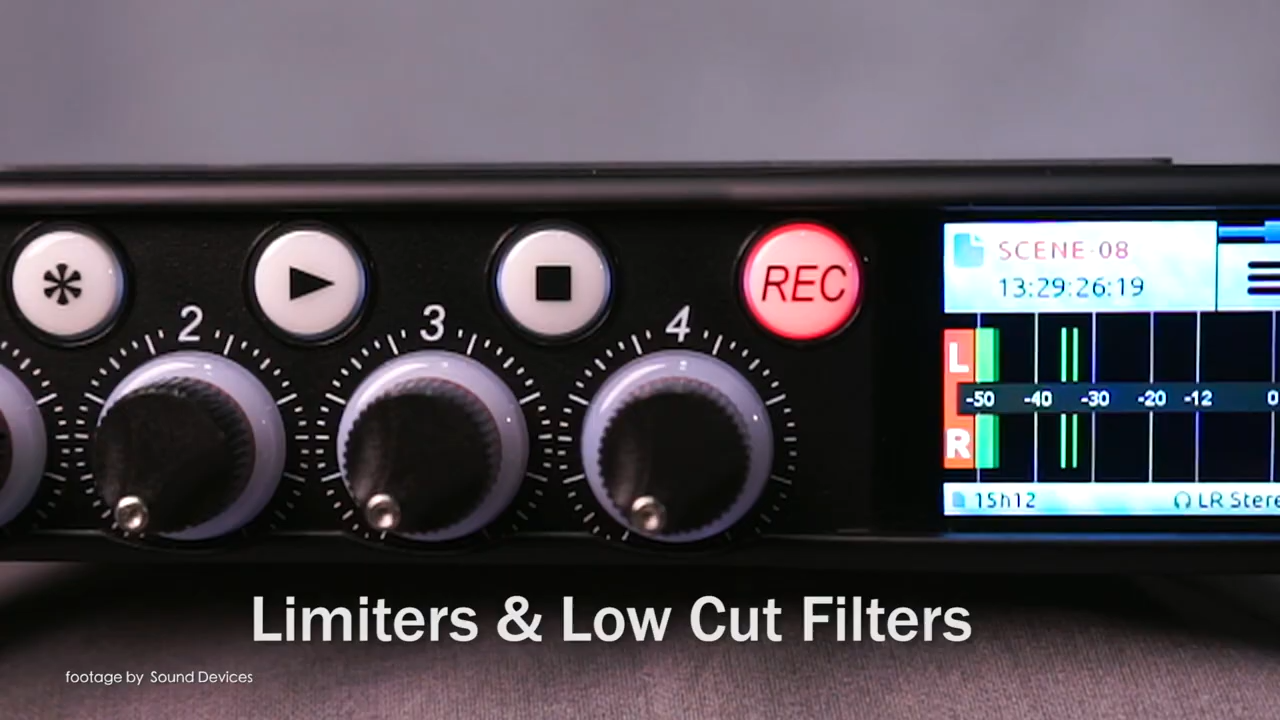 SCENE-08
13:29:26:19
REC
2
3
4
L
-50 -40 -30 -20 -12 0
R
15h12
LR
Limiters & Low Cut Filters
footage by Sound Devices